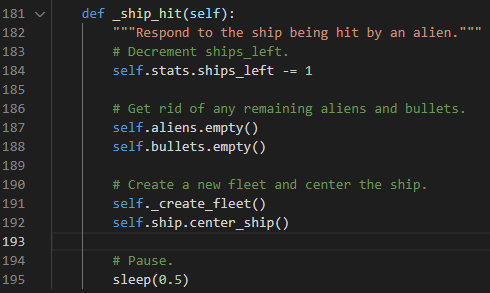 181 def _ship_hit(self):
182 """Respond to the ship being hit by an alien."""
183 # Decrement ships_left.
184 self.stats.ships_left -= 1
185
186 # Get rid of any remaining aliens and bullets.
187 self.aliens.empty()
188 self.bullets.empty()
189
190 # Create a new fleet and center the ship.
191 self._create_fleet()
192 self.ship.center_ship()
193
194 # Pause.
195 sleep(0.5)